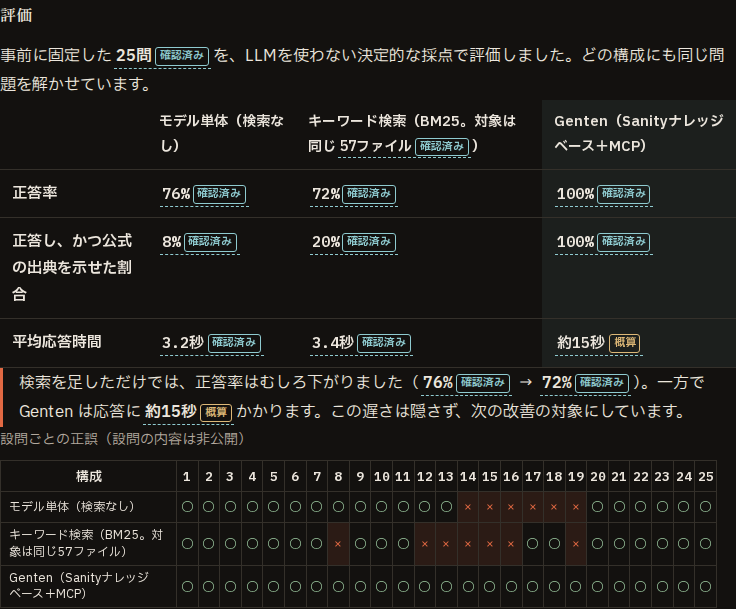 評価
事前に固定した 25問 確認済み を、LLMを使わない決定的な採点で評価しました。どの構成にも同じ問
題を解かせています。
モデル単体（検索な
し）
キーワード検索（BM25。対象は
同じ 57ファイル 確認済み ）
Genten（Sanityナレッジ
ベース＋MCP）
正答率
76% 確認済み
72% 確認済み
100% 確認済み
正答し、かつ公式
の出典を示せた割
合
8% 確認済み
20% 確認済み
100% 確認済み
平均応答時間
3.2秒 確認済み
3.4秒 確認済み
約15秒 概算
検索を足しただけでは、正答率はむしろ下がりました（ 76% 確認済み → 72% 確認済み ）。一方で
Genten は応答に 約15秒 概算 かかります。この遅さは隠さず、次の改善の対象にしています。
設問ごとの正誤（設問の内容は非公開）
構成 1 2 3 4 5 6 7 8 9 10 11 12 13 14 15 16 17 18 19 20 21 22 23 24 25
モデル単体（検索なし） ○ ○ ○ ○ ○ ○ ○ ○ ○ ○ ○ ○ ○ × × × × × × ○ ○ ○ ○ ○ ○
キーワード検索（BM25。対
象は同じ57ファイル） ○ ○ ○ ○ ○ ○ ○ × ○ ○ ○ × × × × × ○ ○ × ○ ○ ○ ○ ○ ○
Genten（Sanityナレッジ
ベース＋MCP） ○ ○ ○ ○ ○ ○ ○ ○ ○ ○ ○ ○ ○ ○ ○ ○ ○ ○ ○ ○ ○ ○ ○ ○ ○